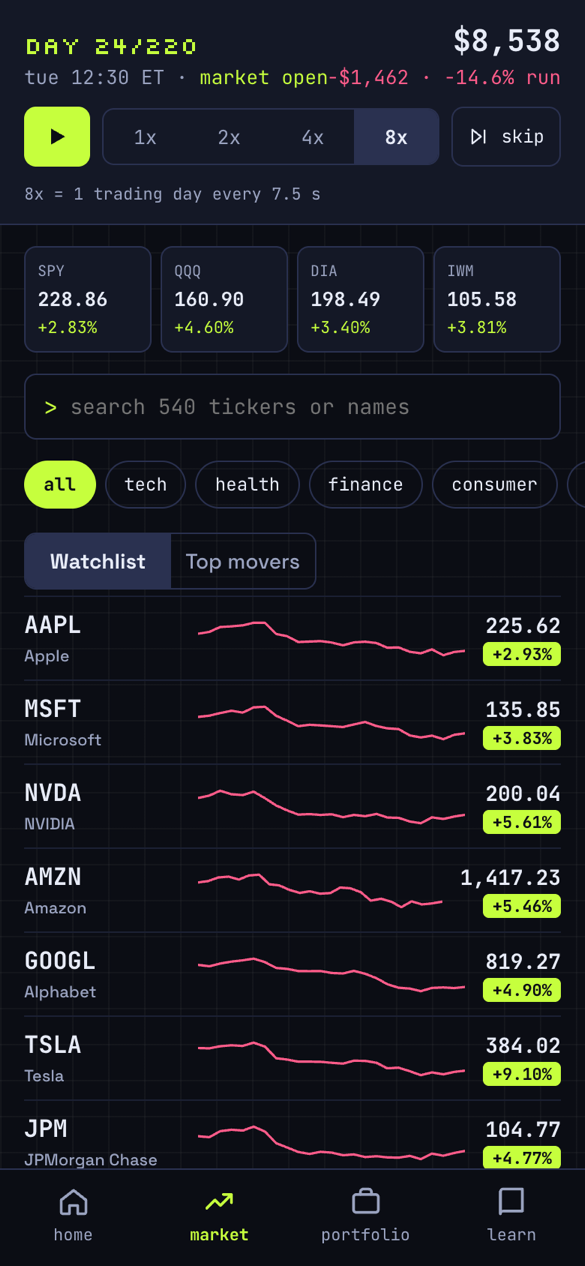 DAY 24/220
$8,538
tue 12:30 ET · market open
-$1,462 · -14.6% run
1x 2x 4x 8x
skip
8x = 1 trading day every 7.5 s
SPY
228.86
+2.83%
QQQ
160.90
+4.60%
DIA
198.49
+3.40%
IWM
105.58
+3.81%
> search 540 tickers or names
all tech health finance consumer
Watchlist Top movers
AAPL
Apple
225.62
+2.93%
MSFT
Microsoft
135.85
+3.83%
NVDA
NVIDIA
200.04
+5.61%
AMZN
Amazon
1,417.23
+5.46%
GOOGL
Alphabet
819.27
+4.90%
TSLA
Tesla
384.02
+9.10%
JPM
JPMorgan Chase
104.77
+4.77%
home market portfolio learn